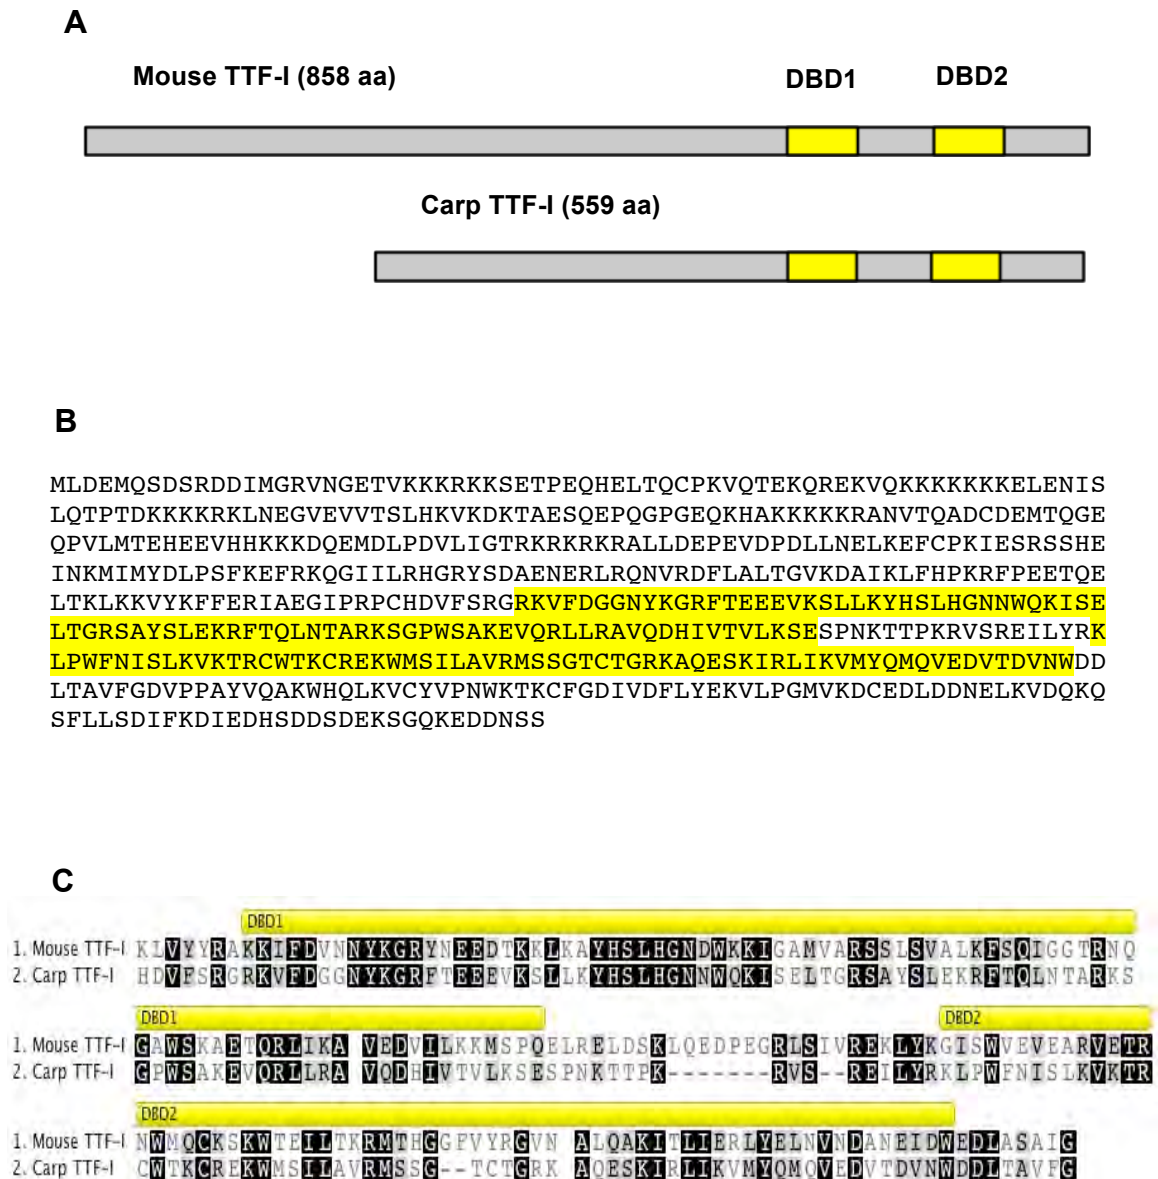 A
Mouse TTF-I (858 aa)
DBD1
DBD2
Carp TTF-I (559 aa)
B
MLDEMQSDSRDDIMGRVNGETVKKKRKKSETPEQHELTQCPKVQTEKQREKVQKKKKKKKELENIS
LQTPTDKKKKRKLNEGVEVVTSLHKVKDKTAESQEPQGPGEQKHAKKKKKRANVTQADCDEMTQGE
QPVLMTEHEEVHHKKKDQEMDLPDVLIGTRKRKRKRALLDEPEVDPDLLNELKEFCPKIESRSSHE
INKMIMYDLPSFKEFRKQGIILRHGRYSDAENERLRQNVRDFLALTGVKDAIKLFHPKRFPEETQE
LTKLKKVYKFFERIAEGIPRPCHDVFSRGRKVFDGGNYKGRFTEEEVKSLLKYHSLHGNNWQKISE
LTGRSAYSLEKRFTQLNTARKSGPWSAKEVQRLLRAVQDHIVTVLKSESPNKTTPKRVSREILYRK
LPWFNISLKVKTRCWTKCREKWMSILAVRMSSGTCTGRKAQESKIRLIKVMYQMQVEDVTDVNWDD
LTAVFGDVPPAYVQAKWHQLKVCYVPNWKTKCFGDIVDFLYEKVLPGMVKDCEDLDDNELKVDQKQ
SFLLSDIFKDIEDHSDDSDEKSGQKEDDNSS
C
DBD1
1. Mouse TTF-I KLVYYRAKKIFDVNNYKGRYNEEDTKKLKAYHSLHGNDWKKIGAMVARSSLSVALKFSQIGGTRNQ
2. Carp TTF-I HDVFSRGRKVFDGGNYKGRFTEEEVKSLLKYHSLHGNNWQKISELTGRSAYSLEKRFTQLNTARKS
DBD1 DBD2
1. Mouse TTF-I GAWSKAETQRLIKA VEDVILKKMSPQELRELDSKLQEDPEGRLSIVREKLYKGISWVEVEARVETR
2. Carp TTF-I GPWSAKEVQRLLRA VQDHIVTVLKSESPNKTTPK-------RVS--REILYRKLPWFNISLKVKTR
DBD2
1. Mouse TTF-I NWMQCKSKWTEILTKRMTHGGFVYRGVN ALQAKITLIERLYELNVNDANEIDWEDLASAIG
2. Carp TTF-I CWTKCREKWMSILAVRMSSG--TCTGRK AQESKIRLIKVMYQMQVEDVTDVNWDDLTAVFG